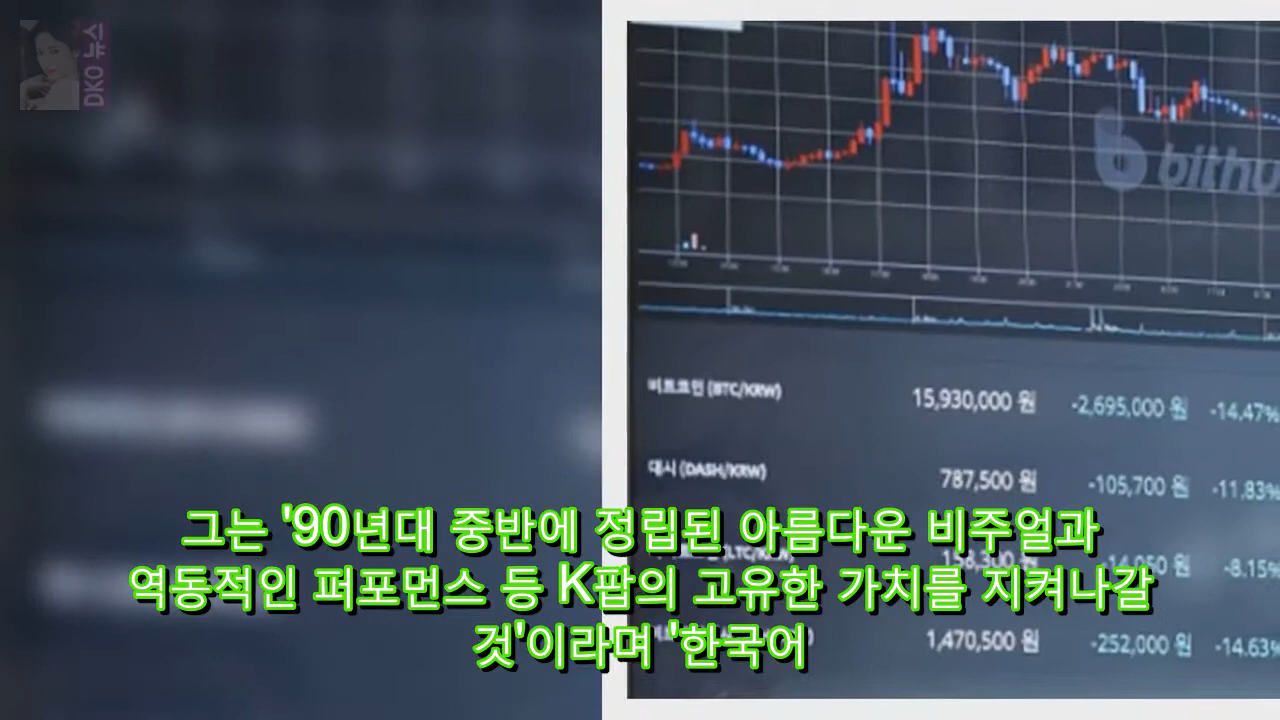 DKO 뉴스
bithu
비트코인 (BTC/KRW) 15,930,000 원 -2,695,000 원 -14.47%
대시 (DASH/KRW) 787,500 원 -105,700 원 -11.83%
-8.15%
1,470,500 원 -252,000 원 -14.63%
그는 '90년대 중반에 정립된 아름다운 비주얼과
역동적인 퍼포먼스 등 K팝의 고유한 가치를 지켜나갈
것'이라며 '한국어